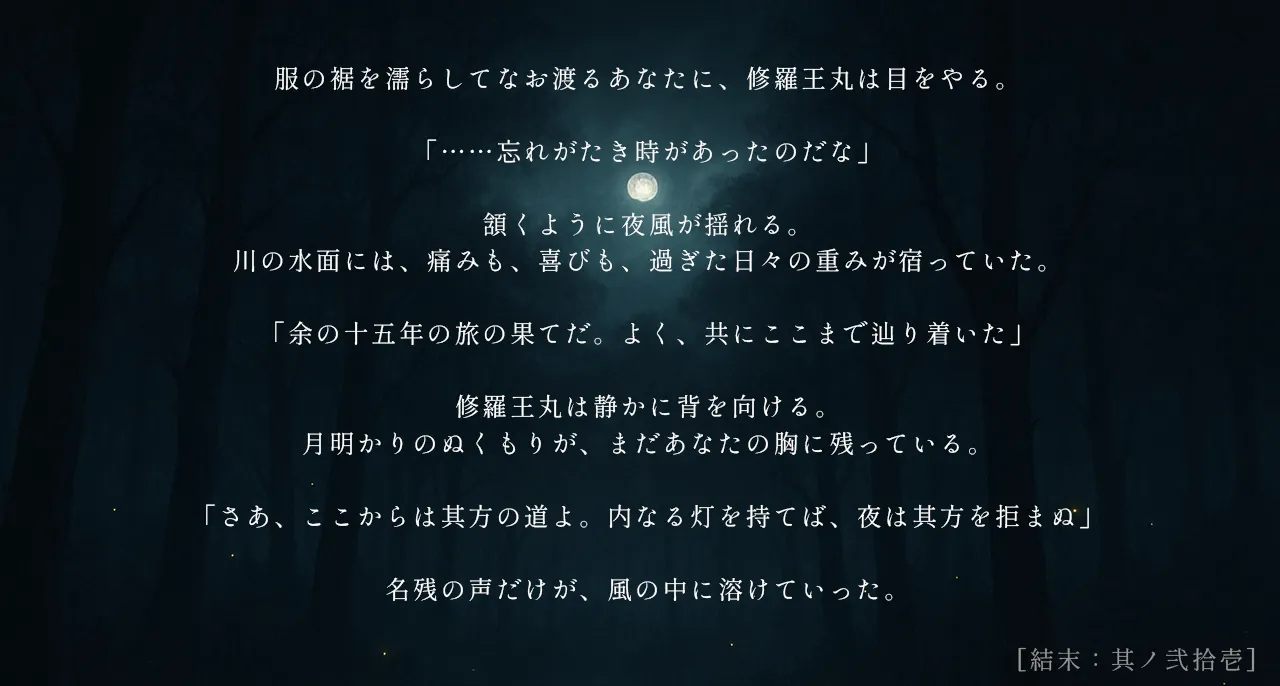 服の裾を濡らしてなお渡るあなたに、修羅王丸は目をやる。
「……忘れがたき時があったのだな」
頷くように夜風が揺れる。
川の水面には、痛みも、喜びも、過ぎた日々の重みが宿っていた。
「余の十五年の旅の果てだ。よく、共にここまで辿り着いた」
修羅王丸は静かに背を向ける。
月明かりのぬくもりが、まだあなたの胸に残っている。
「さあ、ここからは其方の道よ。内なる灯を持てば、夜は其方を拒まぬ」
名残の声だけが、風の中に溶けていった。
[結末：其ノ弐拾壱]